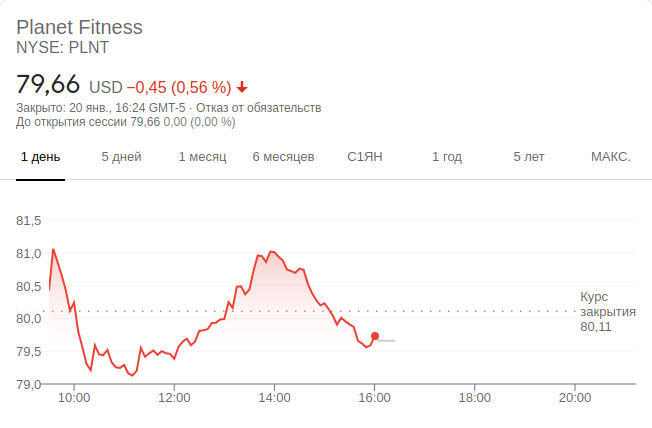 Planet Fitness
NYSE: PLNT
79,66 USD −0,45 (0,56 %)
Закрыто: 20 янв., 16:24 GMT-5 · Отказ от обязательств
До открытия сессии 79,66 0,00 (0,00 %)
1 день 5 дней 1 месяц 6 месяцев С1ЯН 1 год 5 лет МАКС.
81,5
81,0
80,5
80,0
79,5
79,0
Курс
закрытия
80,11
10:00 12:00 14:00 16:00 18:00 20:00